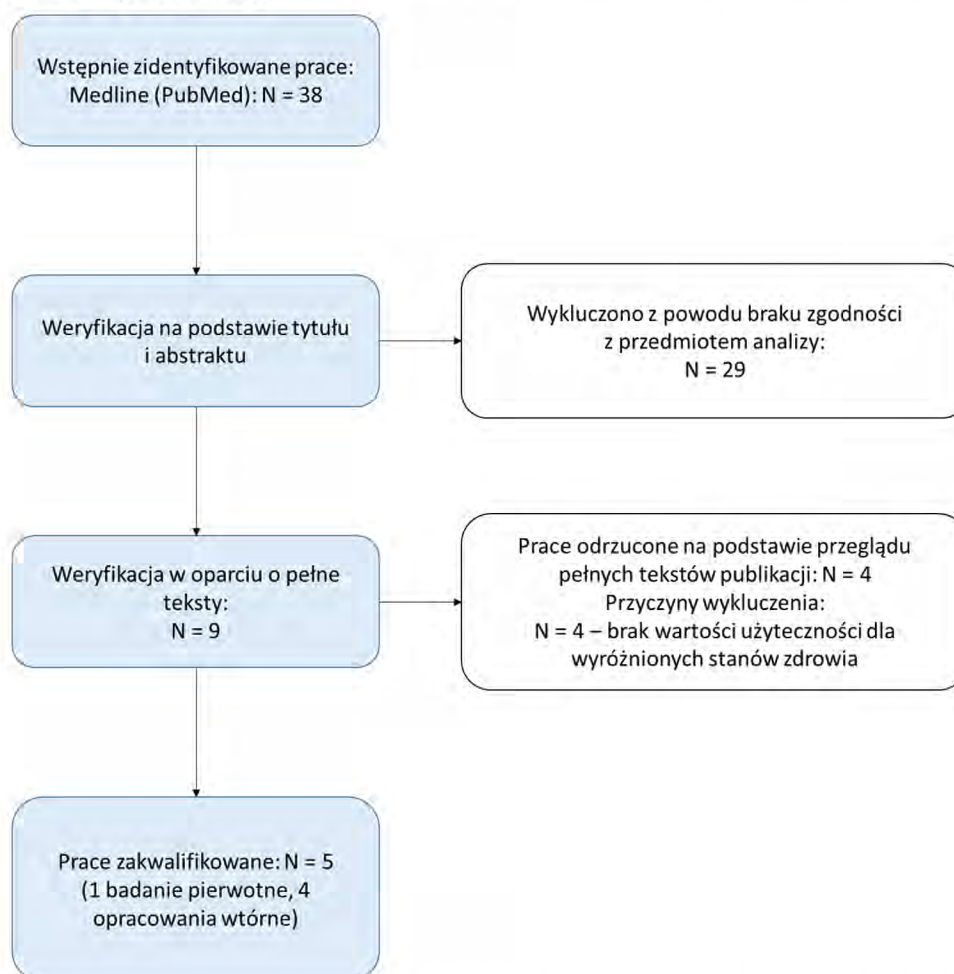 Wstępnie zidentyfikowane prace:
Medline (PubMed): N = 38
Weryfikacja na podstawie tytułu
i abstraktu
Wykluczono z powodu braku zgodności
z przedmiotem analizy:
N = 29
Weryfikacja w oparciu o pełne
teksty:
N = 9
Prace odrzucone na podstawie przeglądu
pełnych tekstów publikacji: N = 4
Przyczyny wykluczenia:
N = 4 – brak wartości użyteczności dla
wyróżnionych stanów zdrowia
Prace zakwalifikowane: N = 5
(1 badanie pierwotne, 4
opracowania wtórne)